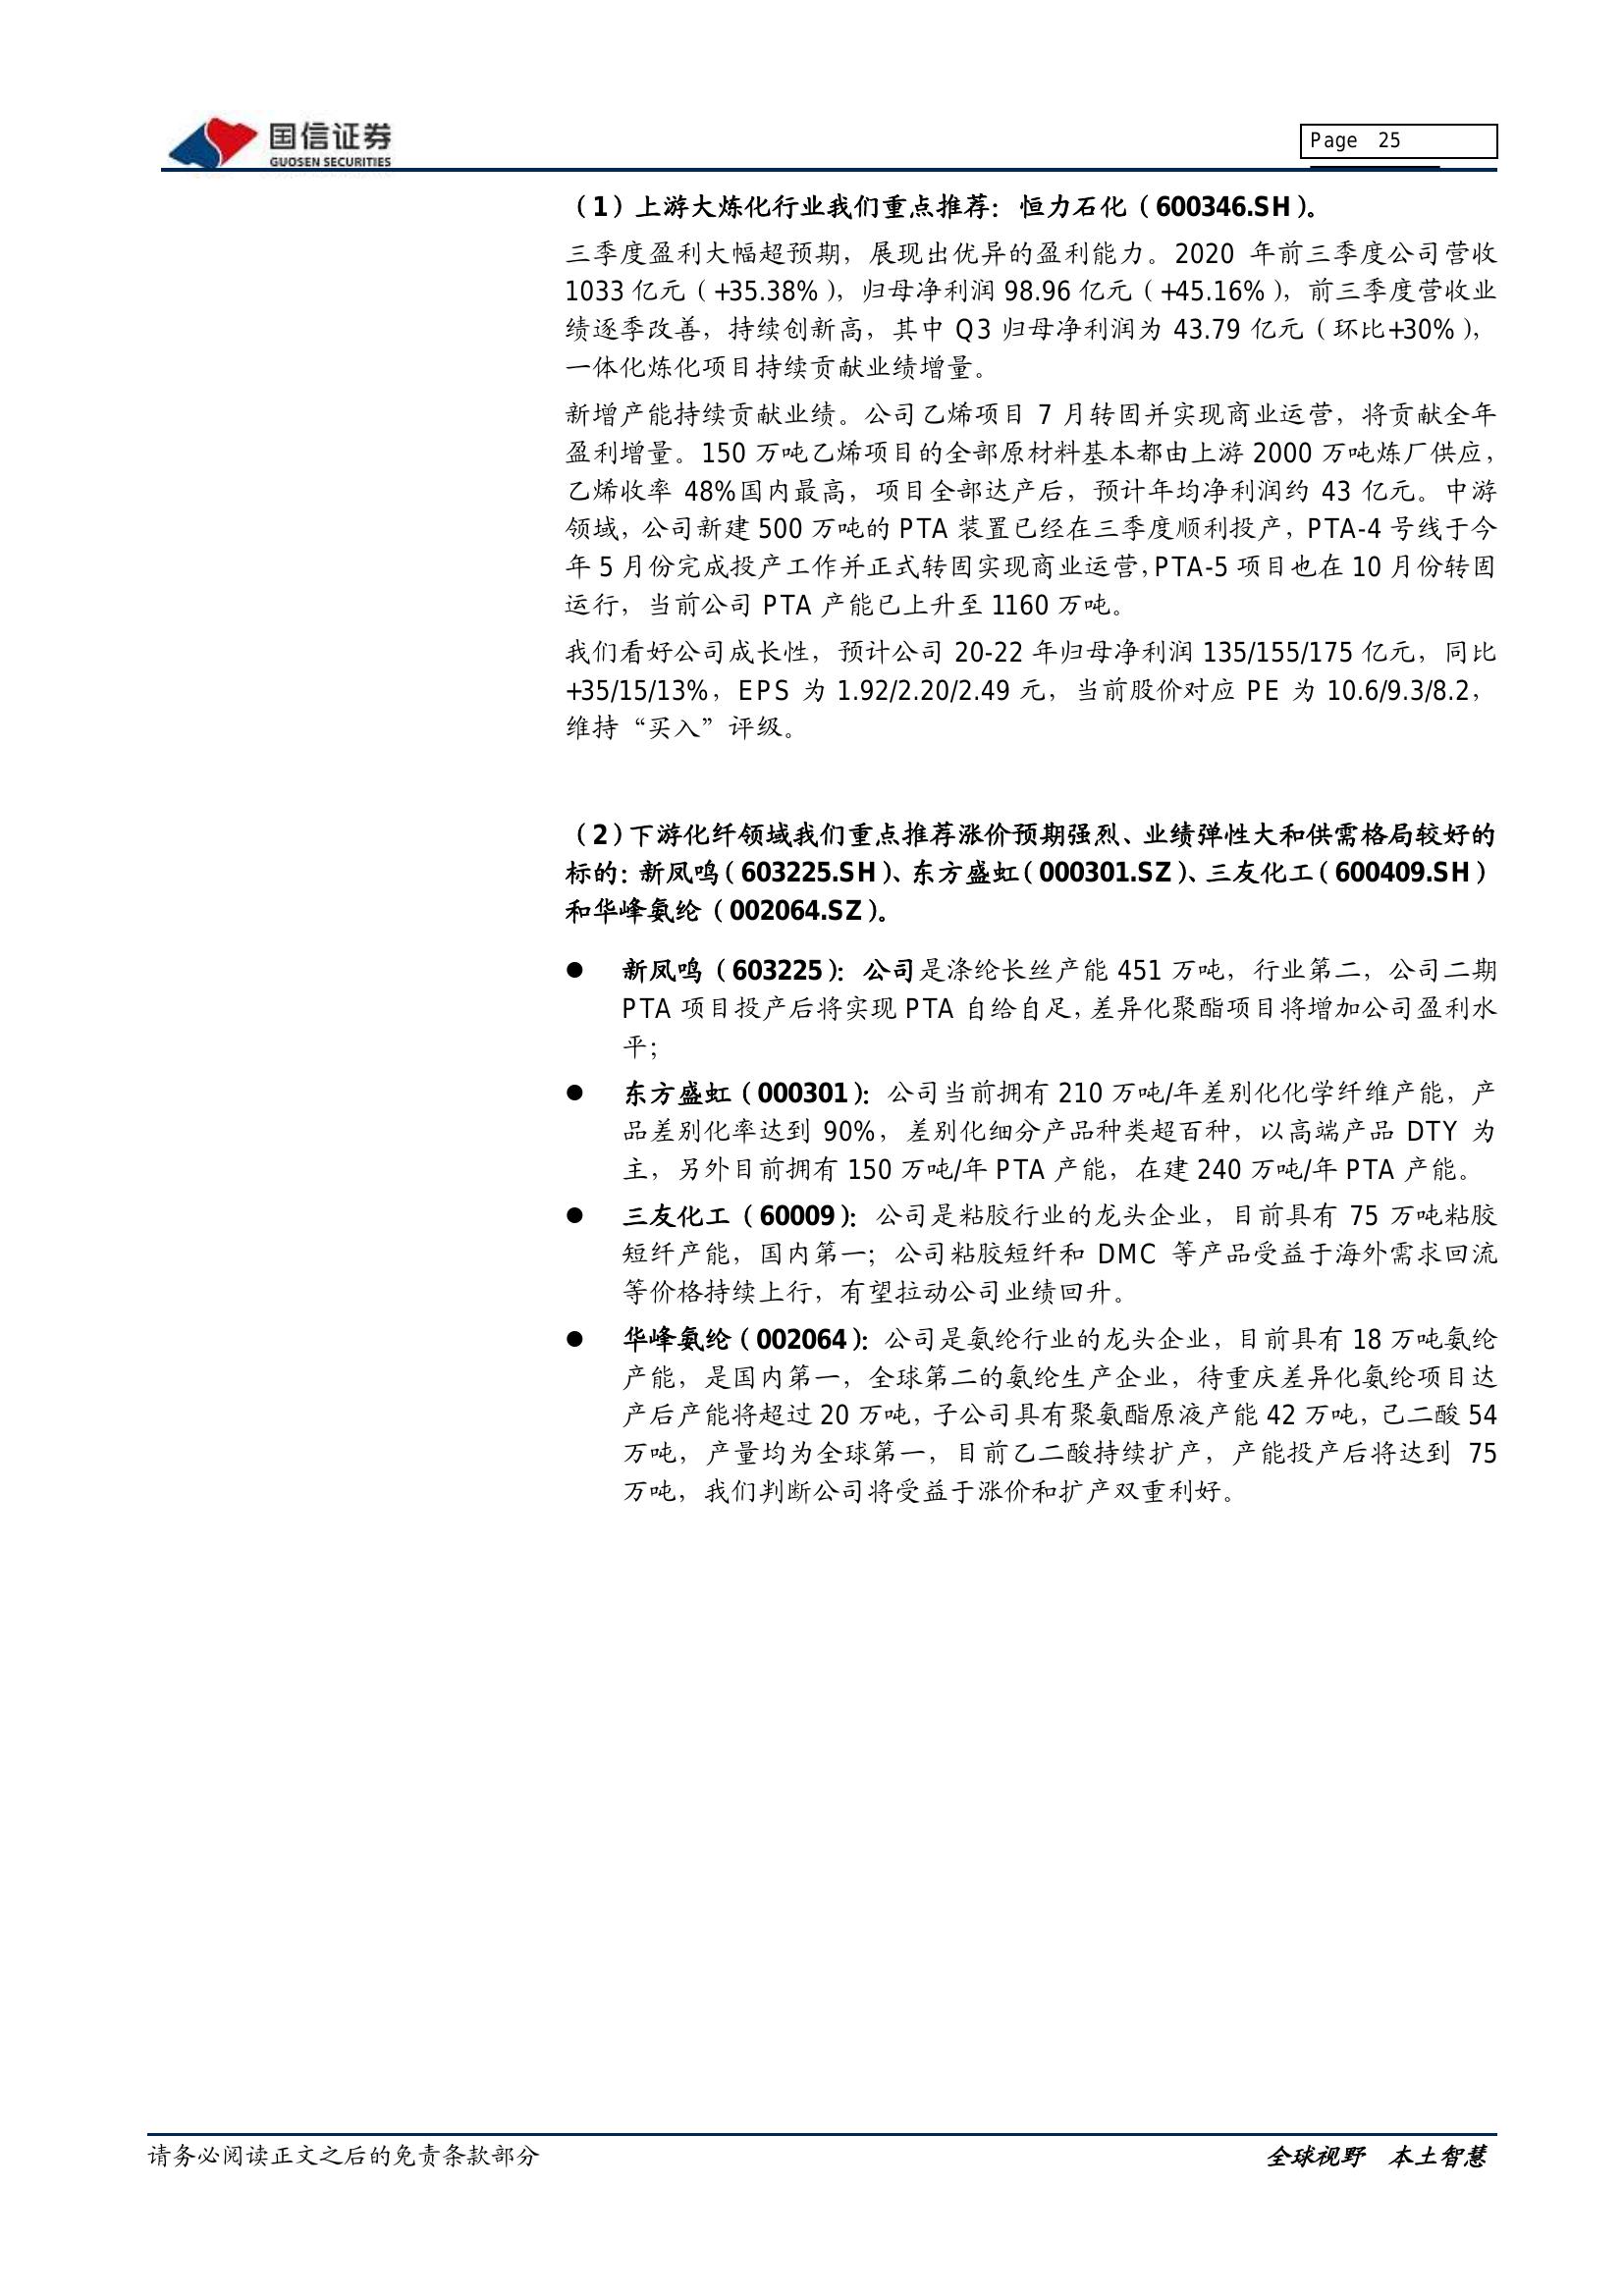 国信证券
GUOSEN SECURITIES
Page 25
（1）上游大炼化行业我们重点推荐：恒力石化（600346.SH）。
三季度盈利大幅超预期，展现出优异的盈利能力。2020 年前三季度公司营收
1033 亿元（+35.38%），归母净利润 98.96 亿元（+45.16%），前三季度营收业
绩逐季改善，持续创新高，其中 Q3 归母净利润为 43.79 亿元（环比+30%），
一体化炼化项目持续贡献业绩增量。
新增产能持续贡献业绩。公司乙烯项目 7 月转固并实现商业运营，将贡献全年
盈利增量。150 万吨乙烯项目的全部原材料基本都由上游 2000 万吨炼厂供应，
乙烯收率 48%国内最高，项目全部达产后，预计年均净利润约 43 亿元。中游
领域，公司新建 500 万吨的 PTA 装置已经在三季度顺利投产，PTA-4 号线于今
年 5 月份完成投产工作并正式转固实现商业运营，PTA-5 项目也在 10 月份转固
运行，当前公司 PTA 产能已上升至 1160 万吨。
我们看好公司成长性，预计公司 20-22 年归母净利润 135/155/175 亿元，同比
+35/15/13%，EPS 为 1.92/2.20/2.49 元，当前股价对应 PE 为 10.6/9.3/8.2，
维持“买入”评级。
（2）下游化纤领域我们重点推荐涨价预期强烈、业绩弹性大和供需格局较好的
标的：新凤鸣（603225.SH）、东方盛虹（000301.SZ）、三友化工（600409.SH）
和华峰氨纶（002064.SZ）。
● 新凤鸣（603225）：公司是涤纶长丝产能 451 万吨，行业第二，公司二期
PTA 项目投产后将实现 PTA 自给自足，差异化聚酯项目将增加公司盈利水
平；
● 东方盛虹（000301）：公司当前拥有 210 万吨/年差别化化学纤维产能，产
品差别化率达到 90%，差别化细分产品种类超百种，以高端产品 DTY 为
主，另外目前拥有 150 万吨/年 PTA 产能，在建 240 万吨/年 PTA 产能。
● 三友化工（60009）：公司是粘胶行业的龙头企业，目前具有 75 万吨粘胶
短纤产能，国内第一；公司粘胶短纤和 DMC 等产品受益于海外需求回流
等价格持续上行，有望拉动公司业绩回升。
● 华峰氨纶（002064）：公司是氨纶行业的龙头企业，目前具有 18 万吨氨纶
产能，是国内第一，全球第二的氨纶生产企业，待重庆差异化氨纶项目达
产后产能将超过 20 万吨，子公司具有聚氨酯原液产能 42 万吨，己二酸 54
万吨，产量均为全球第一，目前乙二酸持续扩产，产能投产后将达到 75
万吨，我们判断公司将受益于涨价和扩产双重利好。
请务必阅读正文之后的免责条款部分
全球视野 本土智慧